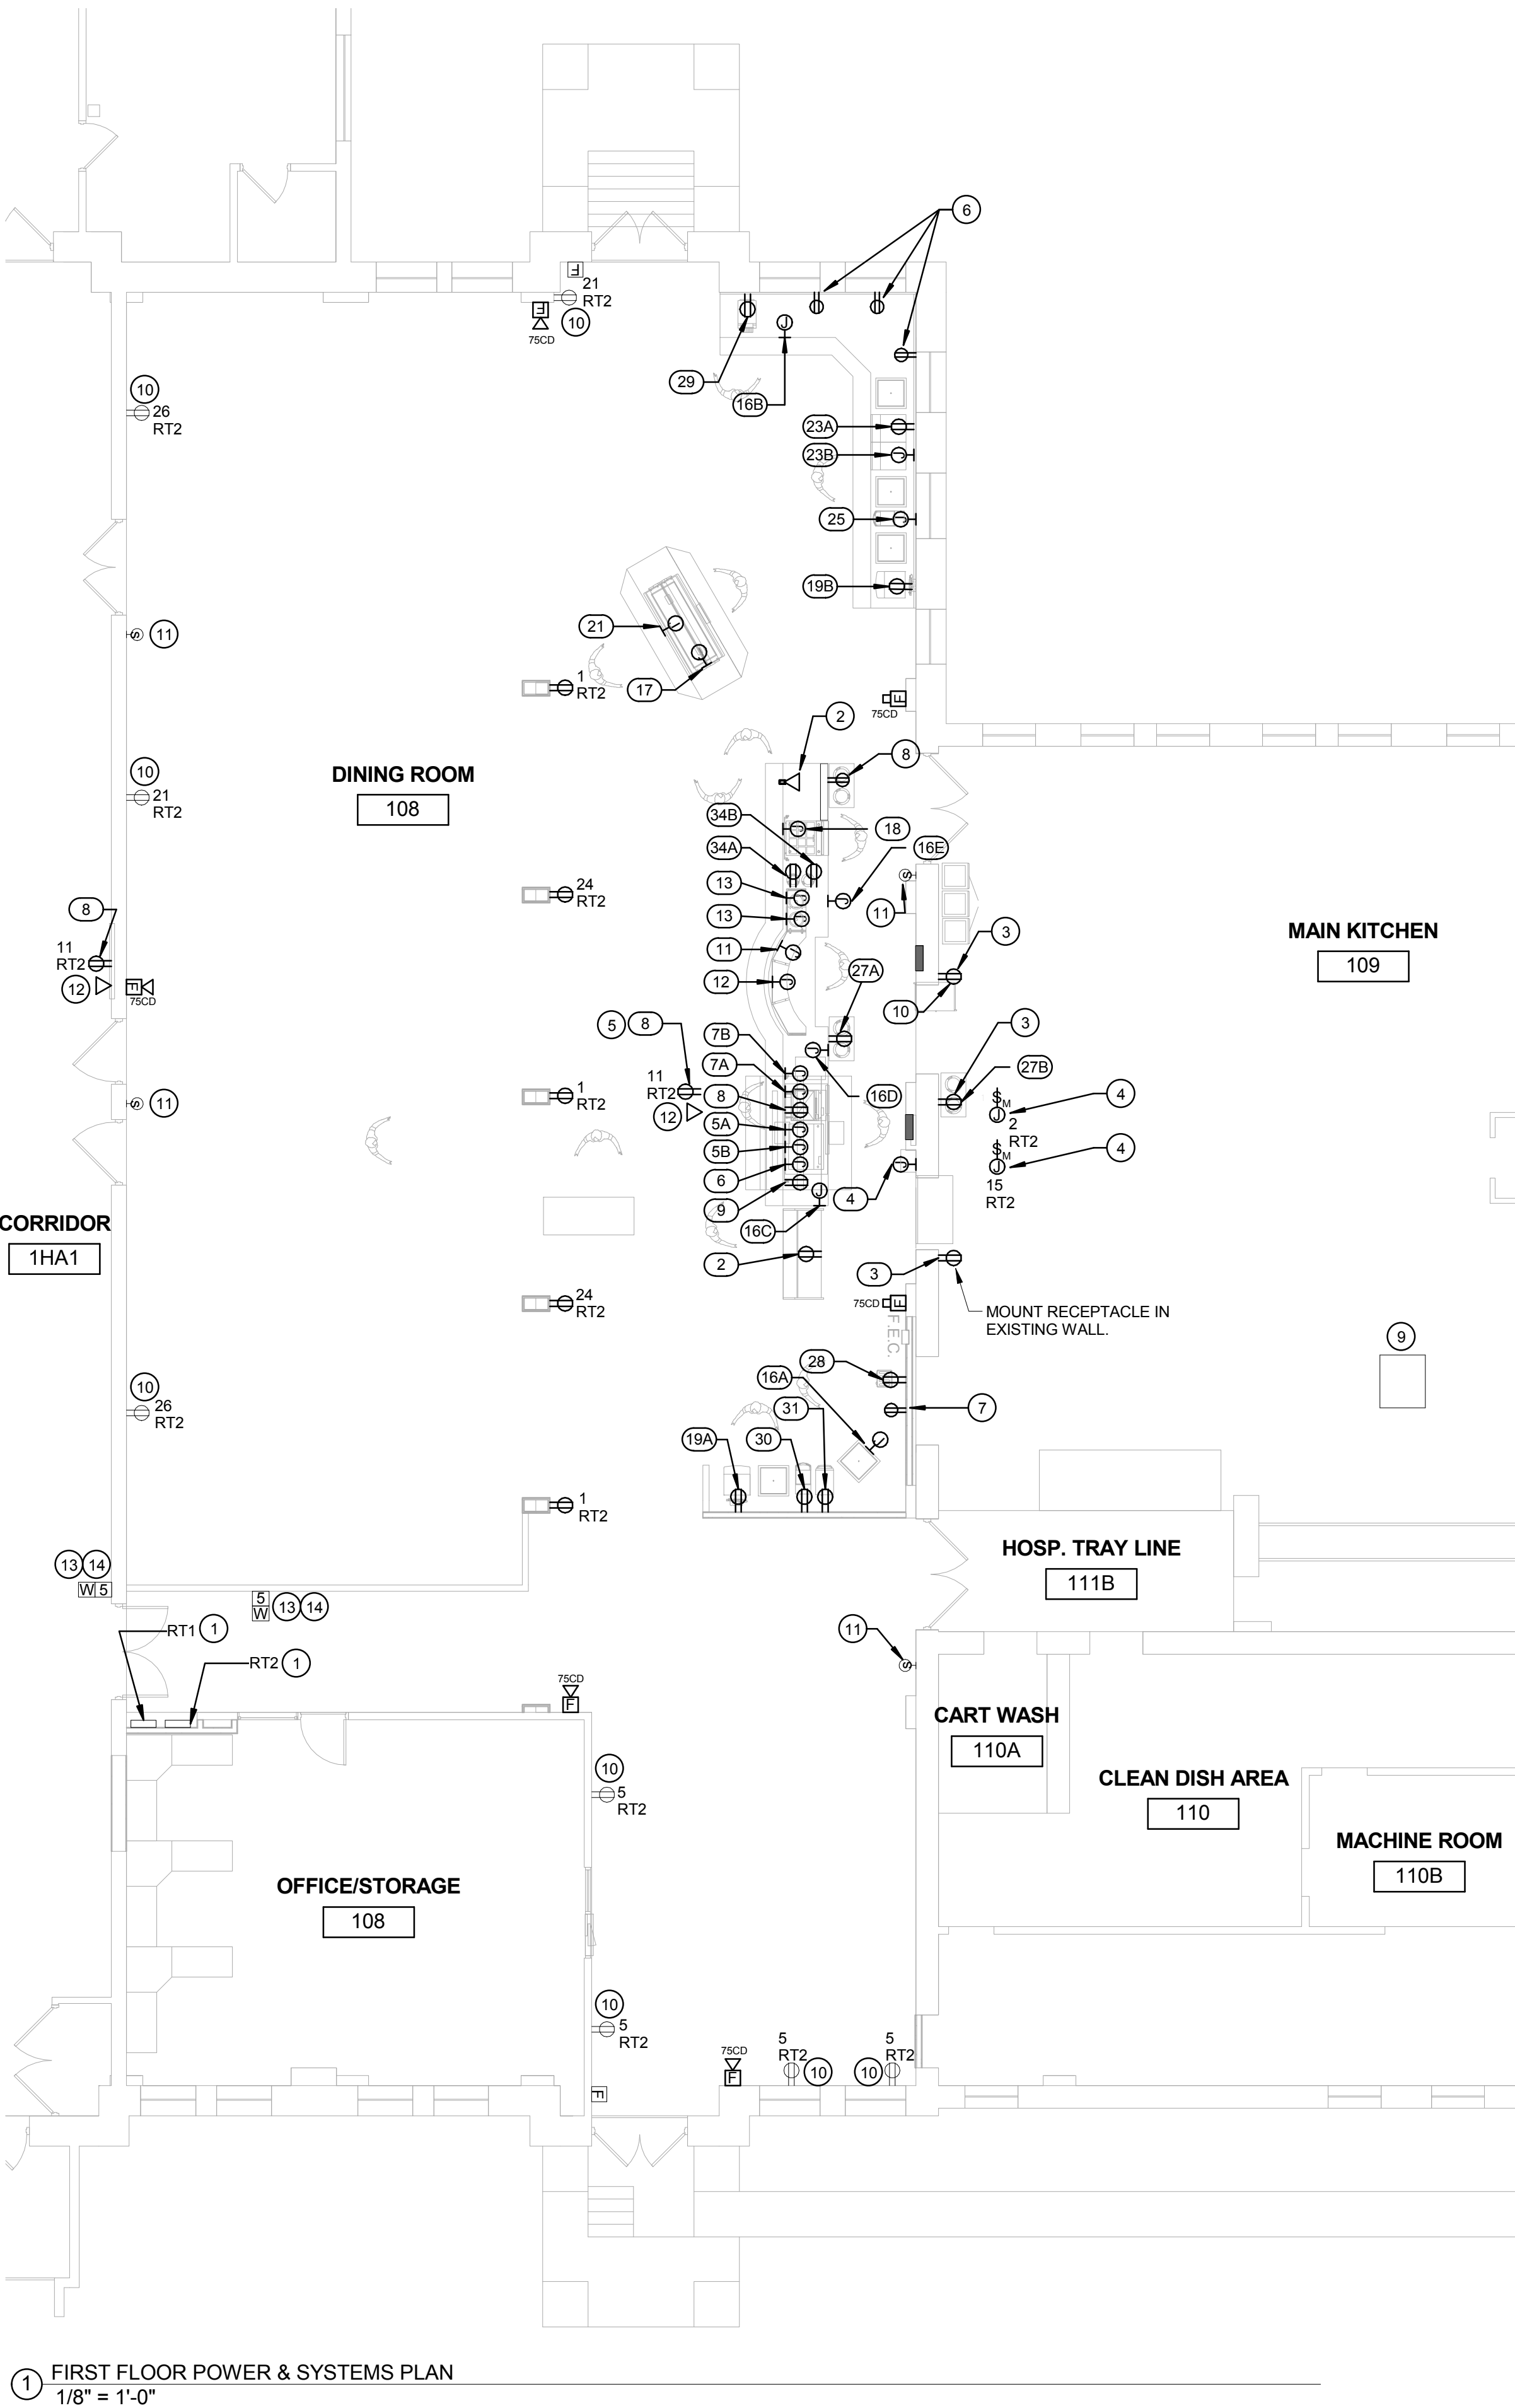 6
F
21
RT2
10
F
75CD
29
J
16B
10
26
RT2
23A
23B
J
25
J
19B
S
11
21
J
17
J
1
RT2
F
75CD
2
8
10
21
RT2
DINING ROOM
108
34B
J
18
34A
16E
13
J
J
24
RT2
S
11
13
J
8
11
RT2
12
F
75CD
11
J
12
J
27A
3
10
MAIN KITCHEN
109
5
8
7B
J
J
3
27B
11
RT2
12
7A
J
16D
8
5A
J
5B
J
6
J
9
J
16C
J
4
2
$M
J
2
RT2
4
$M
J
15
RT2
4
1
RT2
S
11
CORRIDOR
1HA1
3
MOUNT RECEPTACLE IN
EXISTING WALL.
24
RT2
75CD
F
F.E.C.
9
28
16A
J
31
7
10
26
RT2
19A
30
1
RT2
13
14
W
5
5
W
13
14
HOSP. TRAY LINE
111B
RT1
1
RT2
1
11
S
75CD
F
CART WASH
110A
CLEAN DISH AREA
110
MACHINE ROOM
110B
10
5
RT2
OFFICE/STORAGE
108
10
5
RT2
75CD
F
5
RT2
10
5
RT2
10
F
1
FIRST FLOOR POWER & SYSTEMS PLAN
1/8" = 1'-0"